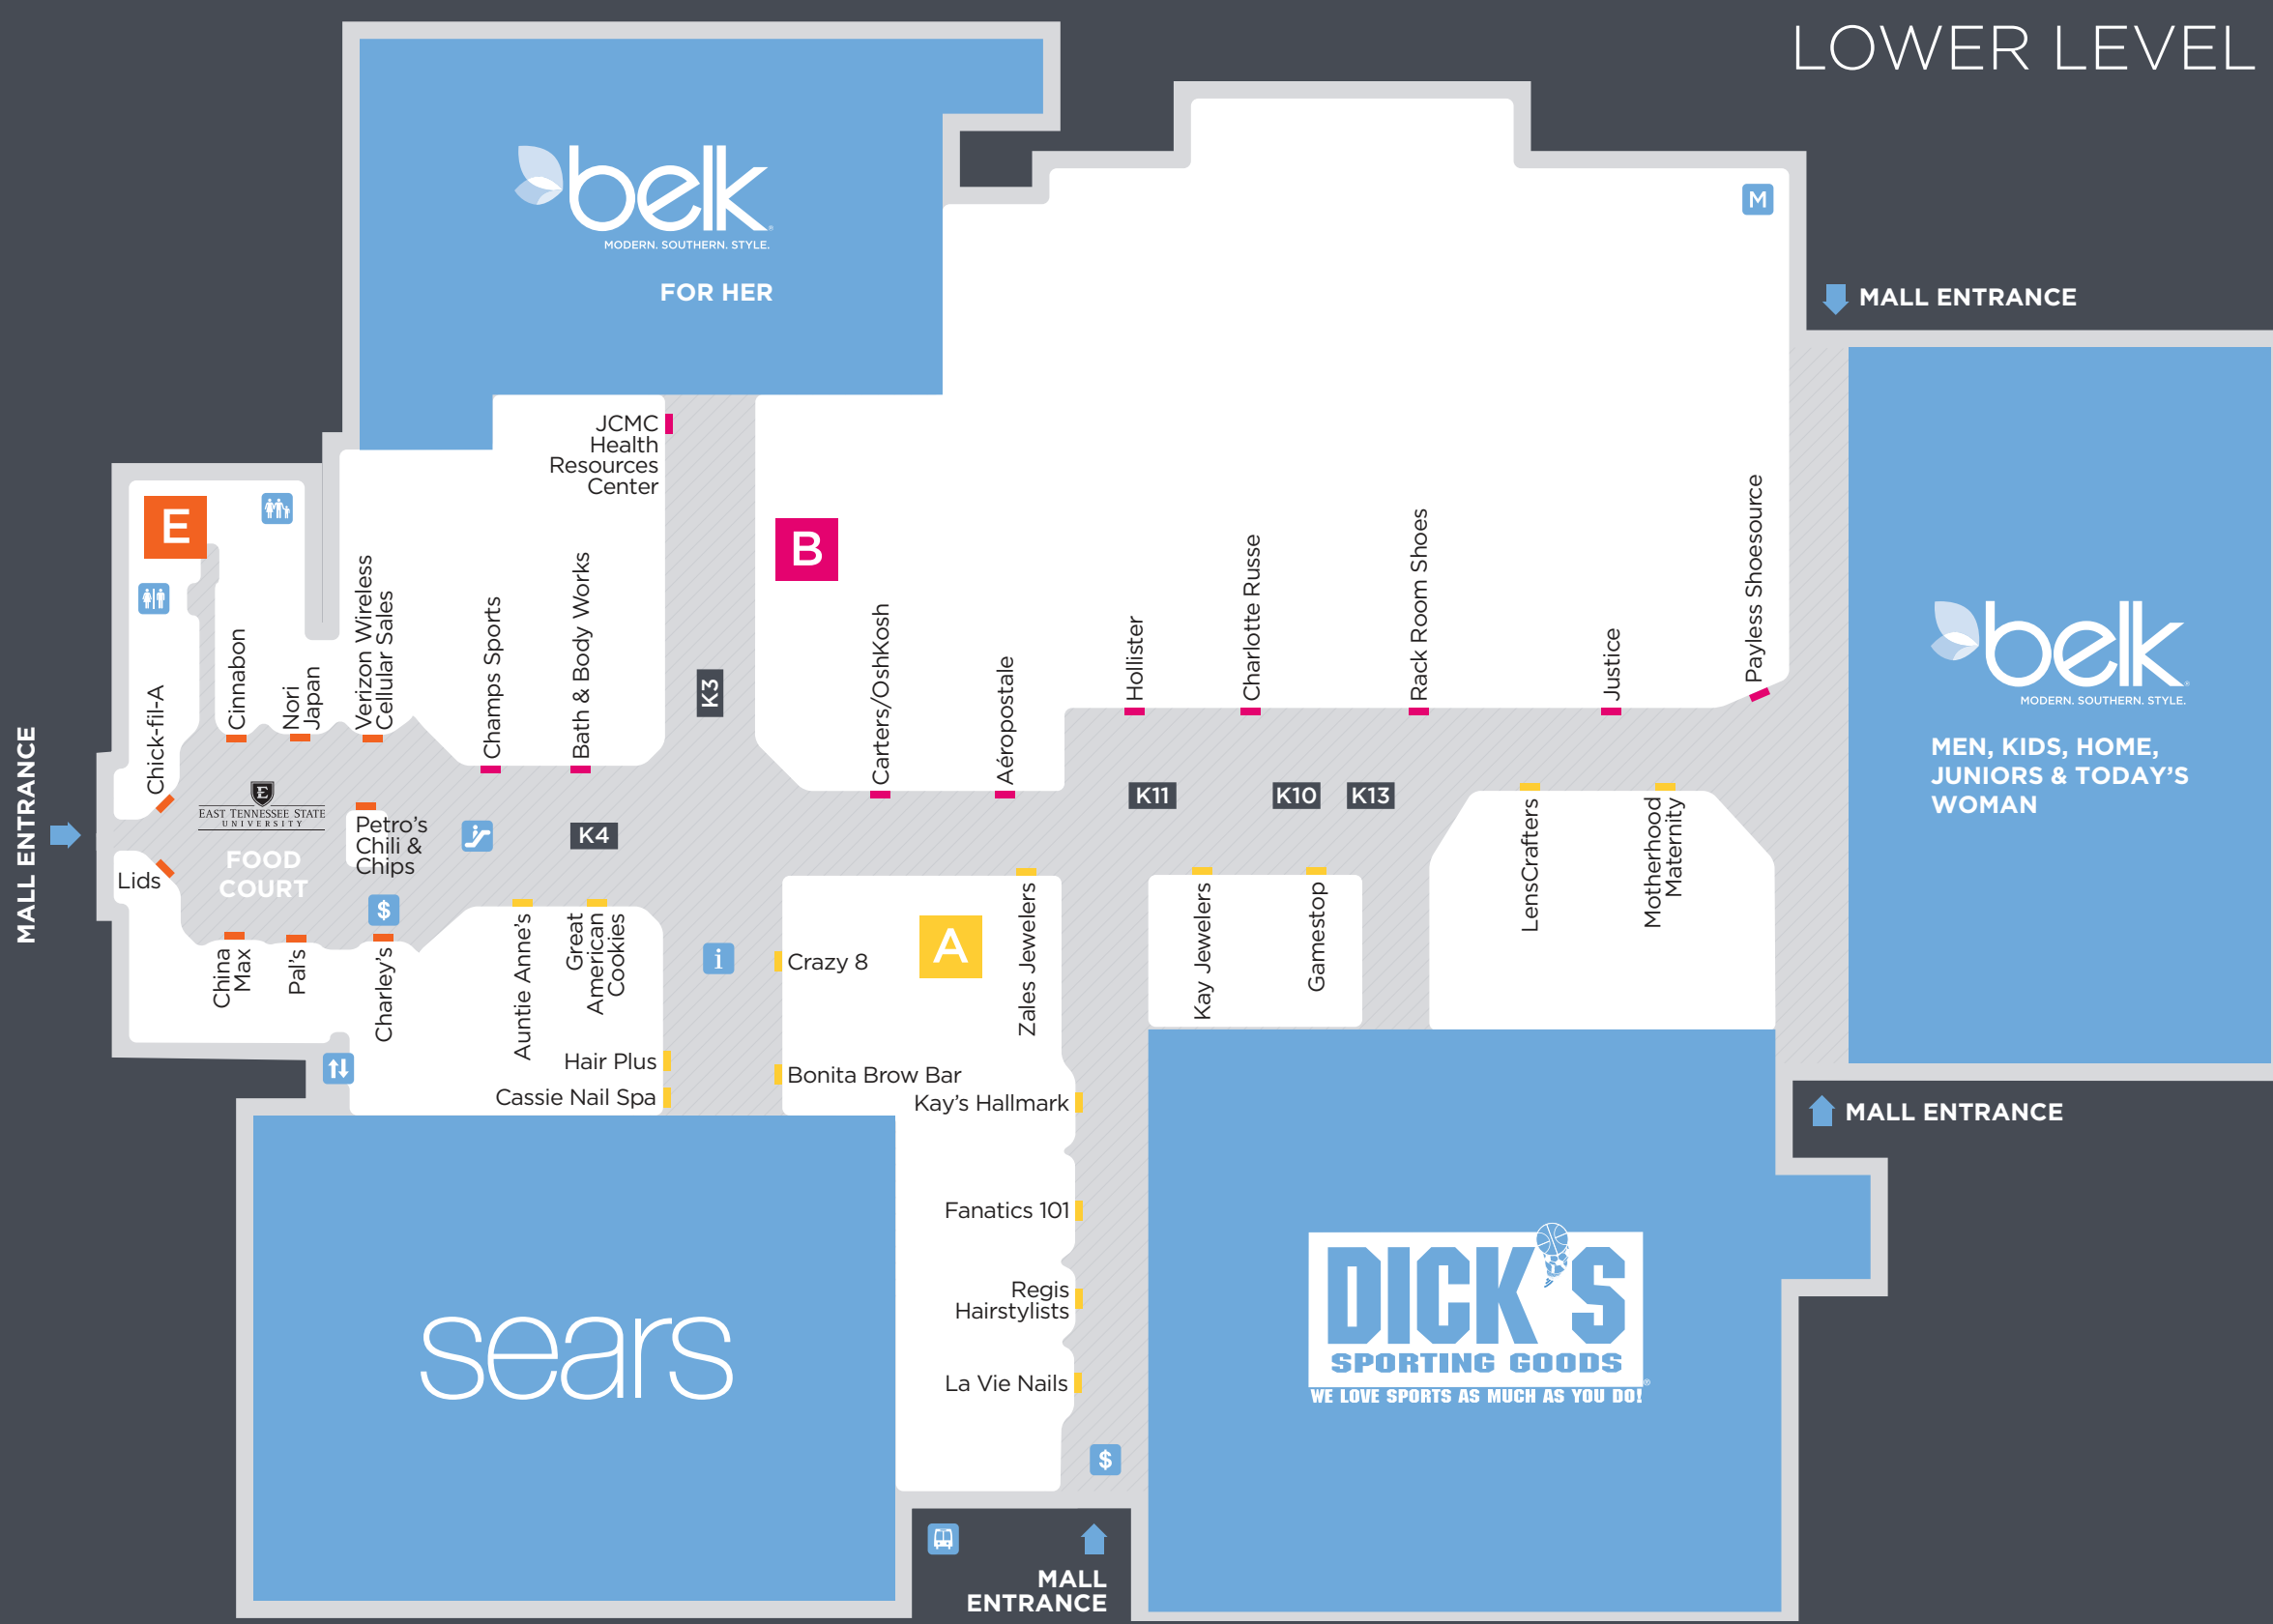 LOWER LEVEL
belk
MODERN. SOUTHERN. STYLE.
FOR HER
M
MALL ENTRANCE
JCMC
Health
Resources
Center
E
B
Chick-fil-A
Cinnabon
Nori
Japan
Verizon Wireless
Cellular Sales
Champs Sports
Bath & Body Works
K3
Carters/OshKosh
Aéropostale
Hollister
Charlotte Russe
Rack Room Shoes
Justice
Payless Shoesource
belk
MODERN. SOUTHERN. STYLE.
MEN, KIDS, HOME,
JUNIORS & TODAY'S
WOMAN
MALL ENTRANCE
E
EAST TENNESSEE STATE
UNIVERSITY
FOOD
COURT
Petro's
Chili &
Chips
K4
K11
K10
K13
Lids
$
China
Max
Pal's
Charley's
Auntie Anne's
Great
American
Cookies
Hair Plus
Cassie Nail Spa
i
Crazy 8
A
Bonita Brow Bar
Zales Jewelers
Kay Jewelers
Gamestop
LensCrafters
Motherhood
Maternity
Kay's Hallmark
Fanatics 101
Regis
Hairstylists
La Vie Nails
$
MALL ENTRANCE
sears
DICK'S
SPORTING GOODS
WE LOVE SPORTS AS MUCH AS YOU DO!
MALL
ENTRANCE